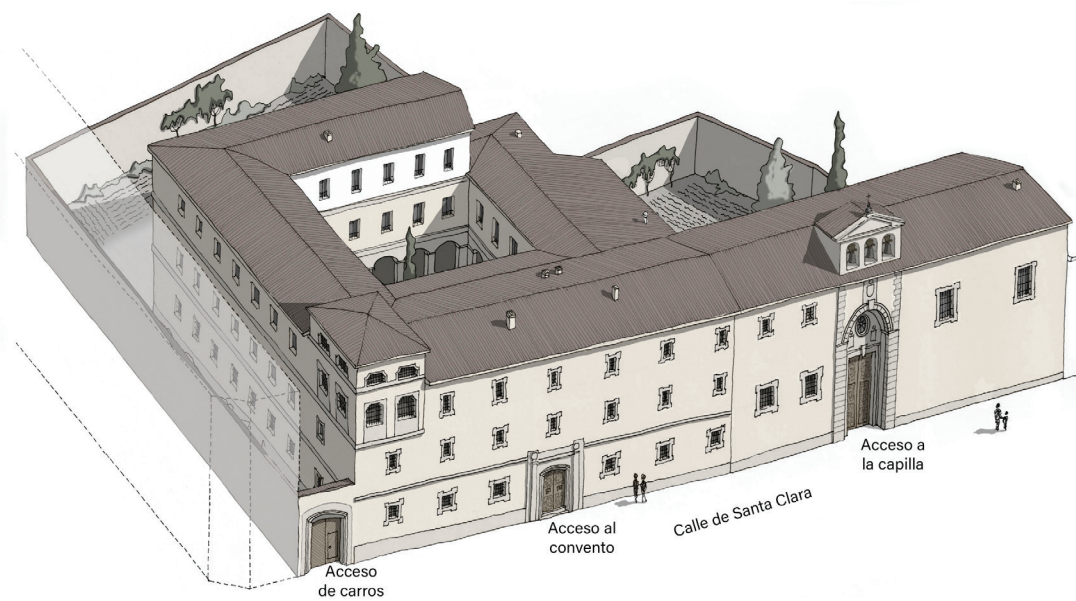 Acceso a
la capilla
Calle de Santa Clara
Acceso al
convento
Acceso
de carros